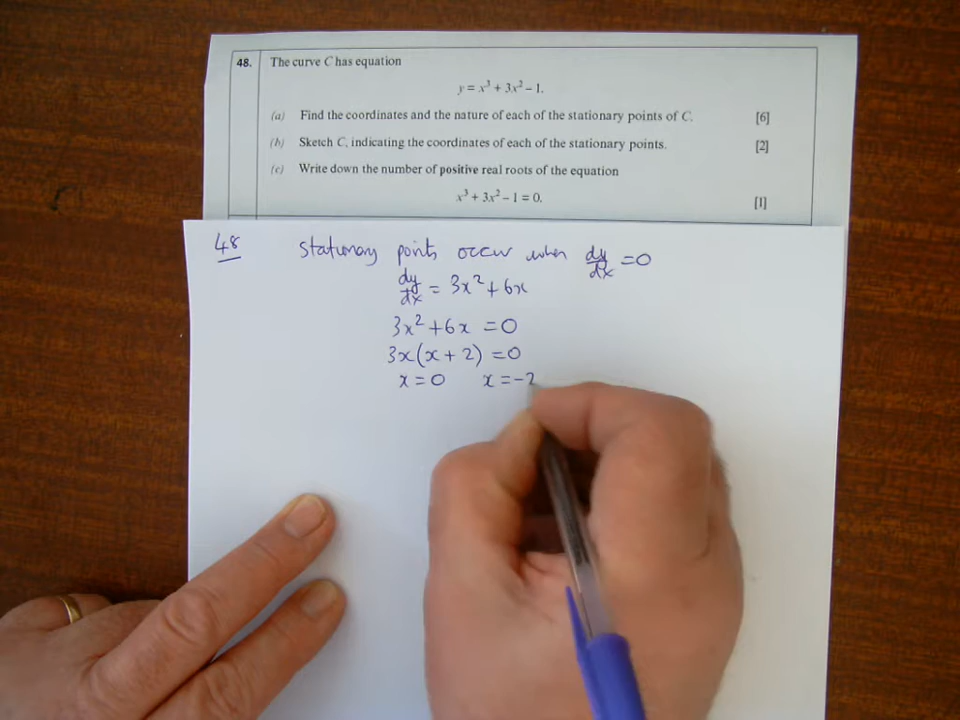 48. The curve C has equation
y = x³ + 3x² – 1.
(a) Find the coordinates and the nature of each of the stationary points of C. [6]
(b) Sketch C, indicating the coordinates of each of the stationary points. [2]
(c) Write down the number of positive real roots of the equation
x³ + 3x² – 1 = 0. [1]
48 Stationary points occur when dy/dx = 0
dy/dx = 3x² + 6x
3x² + 6x = 0
3x(x + 2) = 0
x = 0 x = -2